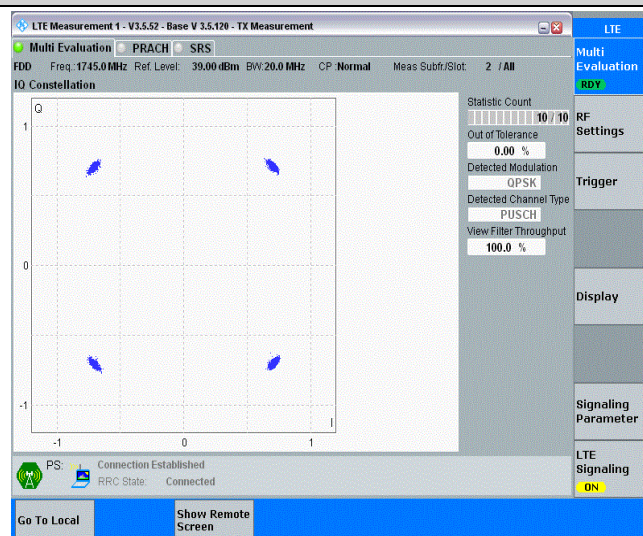 LTE Measurement 1 - V3.5.52 - Base V 3.5.120 - TX Measurement
LTE
Multi Evaluation PRACH SRS
FDD Freq.:1745.0 MHz Ref. Level: 39.00 dBm BW:20.0 MHz CP :Normal Meas Subfr./Slot: 2 / All
IQ Constellation
Q
1
0
-1
I
-1 0 1
Statistic Count
10 / 10
Out of Tolerance
0.00 %
Detected Modulation
QPSK
Detected Channel Type
PUSCH
View Filter Throughput
100.0 %
Multi
Evaluation
RDY
RF
Settings
Trigger
Display
Signaling
Parameter
LTE
Signaling
ON
PS: Connection Established
RRC State: Connected
Go To Local
Show Remote
Screen